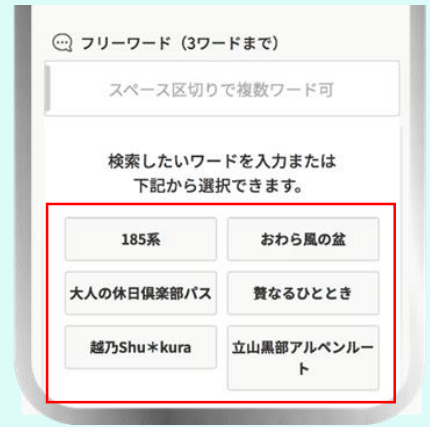 フリーワード（3ワードまで）
スペース区切りで複数ワード可
検索したいワードを入力または
下記から選択できます。
185系
おわら風の盆
大人の休日倶楽部パス
贅なるひととき
越乃Shu＊kura
立山黒部アルペンルー
ト